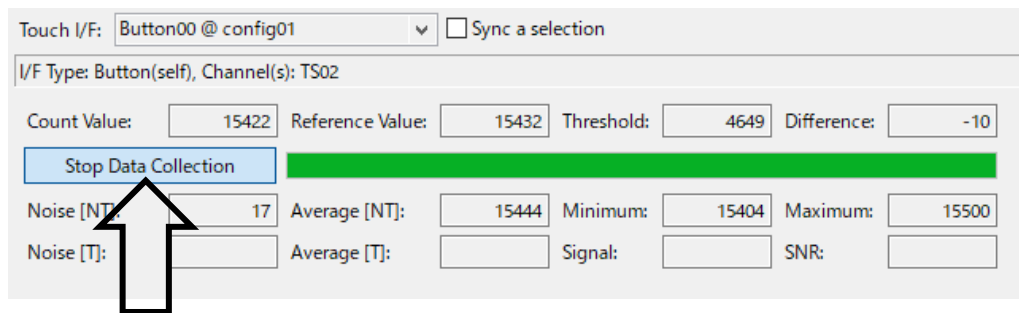 Touch I/F: Button00 @ config01 Sync a selection
I/F Type: Button(self), Channel(s): TS02
Count Value: 15422 Reference Value: 15432 Threshold: 4649 Difference: -10
Stop Data Collection
Noise [NT]: 17 Average [NT]: 15444 Minimum: 15404 Maximum: 15500
Noise [T]: Average [T]: Signal: SNR: